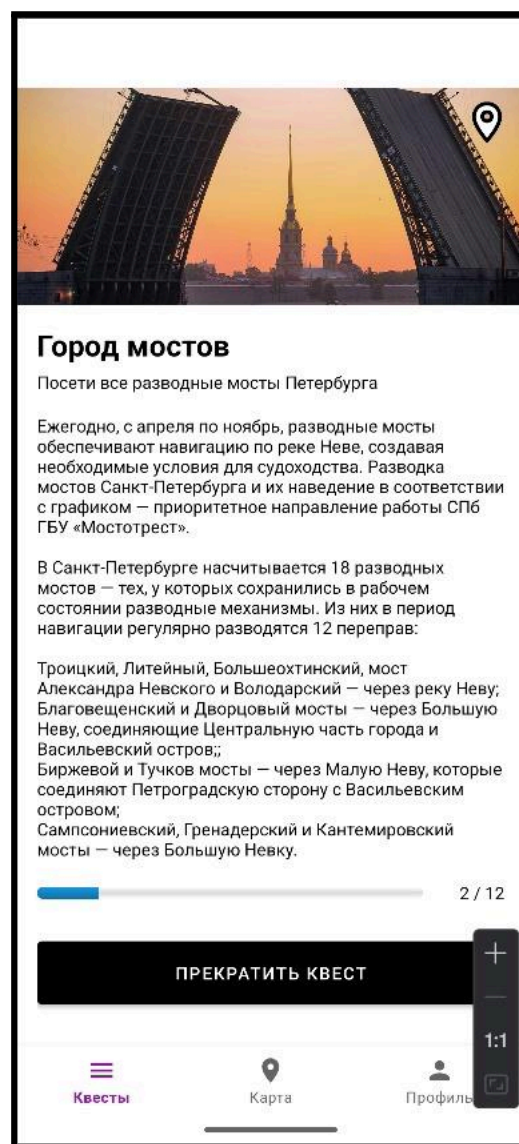 Город мостов
Посети все разводные мосты Петербурга
Ежегодно, с апреля по ноябрь, разводные мосты
обеспечивают навигацию по реке Неве, создавая
необходимые условия для судоходства. Разводка
мостов Санкт-Петербурга и их наведение в соответствии
с графиком — приоритетное направление работы СПб
ГБУ «Мостотрест».
В Санкт-Петербурге насчитывается 18 разводных
мостов — тех, у которых сохранились в рабочем
состоянии разводные механизмы. Из них в период
навигации регулярно разводятся 12 переправ:
Троицкий, Литейный, Большеохтинский, мост
Александра Невского и Володарский — через реку Неву;
Благовещенский и Дворцовый мосты — через Большую
Неву, соединяющие Центральную часть города и
Васильевский остров;;
Биржевой и Тучков мосты — через Малую Неву, которые
соединяют Петроградскую сторону с Васильевским
островом;
Сампсониевский, Гренадерский и Кантемировский
мосты — через Большую Невку.
2 / 12
ПРЕКРАТИТЬ КВЕСТ
1:1
Квесты
Карта
Профиль